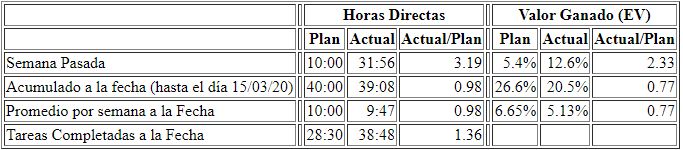 Horas Directas Valor Ganado (EV)
Plan Actual Actual/Plan Plan Actual Actual/Plan
Semana Pasada 10:00 31:56 3.19 5.4% 12.6% 2.33
Acumulado a la fecha (hasta el día 15/03/20) 40:00 39:08 0.98 26.6% 20.5% 0.77
Promedio por semana a la Fecha 10:00 9:47 0.98 6.65% 5.13% 0.77
Tareas Completadas a la Fecha 28:30 38:48 1.36